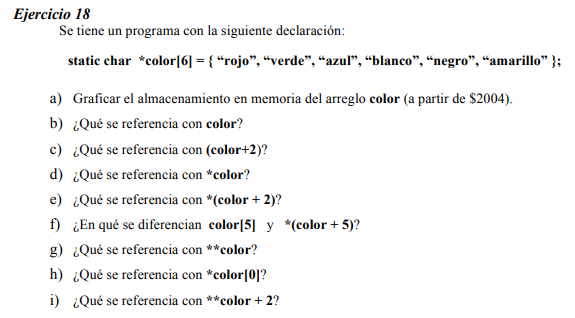 Ejercicio 18
Se tiene un programa con la siguiente declaración:
static char *color[6] = { “rojo”, “verde”, “azul”, “blanco”, “negro”, “amarillo” };
a) Graficar el almacenamiento en memoria del arreglo color (a partir de $2004).
b) ¿Qué se referencia con color?
c) ¿Qué se referencia con (color+2)?
d) ¿Qué se referencia con *color?
e) ¿Qué se referencia con *(color + 2)?
f) ¿En qué se diferencian color[5] y *(color + 5)?
g) ¿Qué se referencia con **color?
h) ¿Qué se referencia con *color[0]?
i) ¿Qué se referencia con **color + 2?